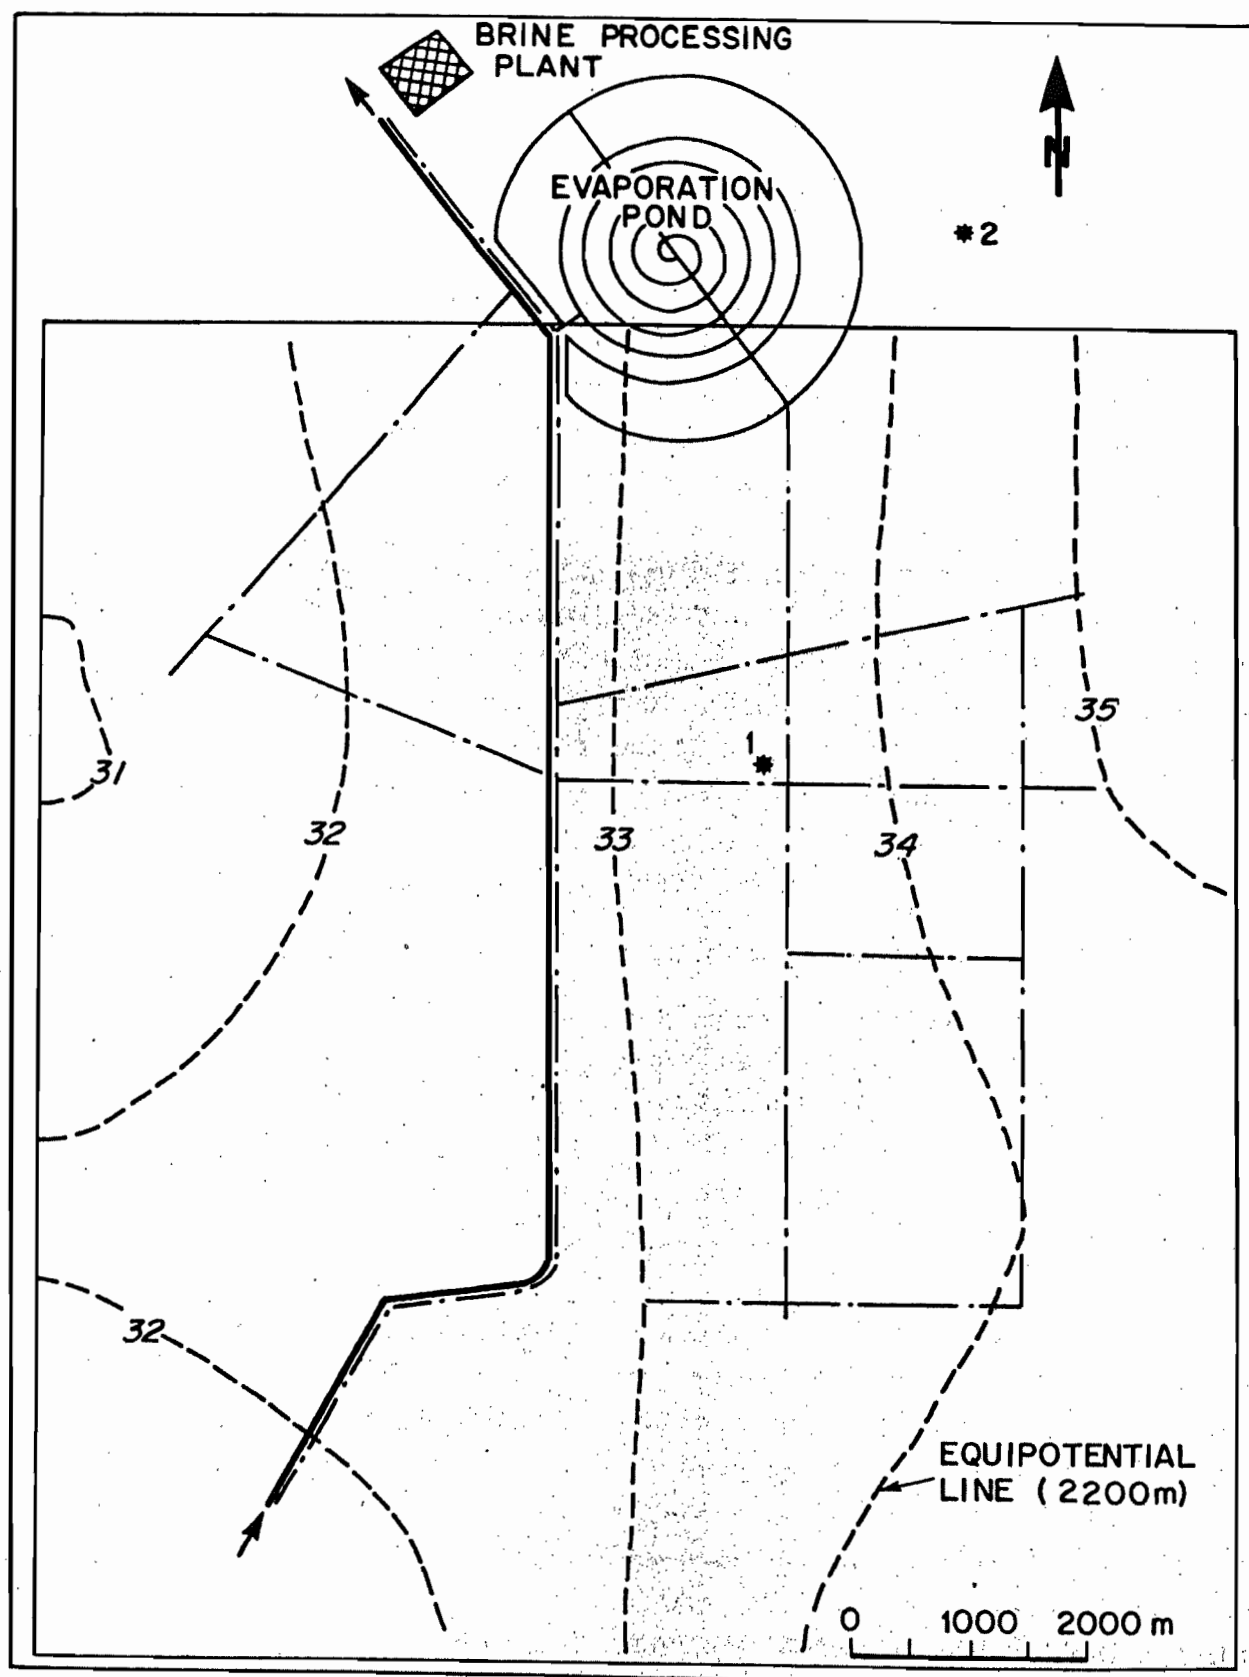 BRINE PROCESSING
PLANT
N
EVAPORATION
POND
*2
35
1
*
31
32
33
34
32
EQUIPOTENTIAL
LINE (2200m)
0 1000 2000 m